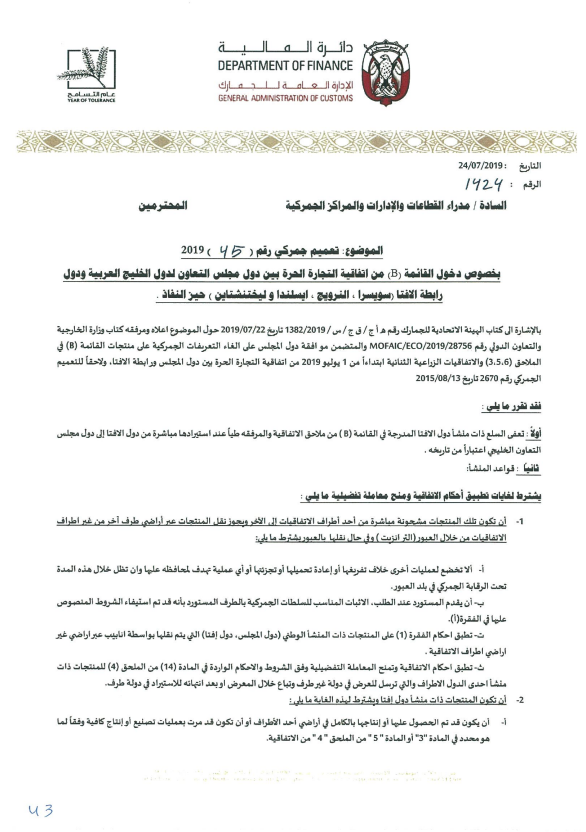 دائرة الـمـالـيـــة
DEPARTMENT OF FINANCE
الإدارة الـعـامـة للـجـمـارك
GENERAL ADMINISTRATION OF CUSTOMS
عـام التسامـح
YEAR OF TOLERANCE
التاريخ : 24/07/2019
الرقم : 1924
السادة / مدراء القطاعات والإدارات والمراكز الجمركية المحترمين
الموضوع: تعميم جمركي رقم ( 45 ) 2019
بخصوص دخول القائمة (B) من اتفاقية التجارة الحرة بين دول مجلس التعاون لدول الخليج العربية ودول
رابطة الافتا (سويسرا ، النرويج ، ايسلندا و ليختنشتاين ) حيز النفاذ .
بالإشارة الى كتاب الهيئة الاتحادية للجمارك رقم ه أ ج / ق ج / س / 1382/2019 تاريخ 2019/07/22 حول الموضوع اعلاه ومرفقه كتاب وزارة الخارجية
والتعاون الدولي رقم MOFAIC/ECO/2019/28756 والمتضمن مو افقة دول المجلس على الغاء التعريفات الجمركية على منتجات القائمة (B) في
الملاحق (3.5.6) والاتفاقيات الزراعية الثنائية ابتداءاً من 1 يوليو 2019 من اتفاقية التجارة الحرة بين دول المجلس ورابطة الافتا، ولاحقاً للتعميم
الجمركي رقم 2670 تاريخ 2015/08/13
فقد تقرر ما يلي :
أولاً : تعفى السلع ذات منشأ دول الافتا المدرجة في القائمة ( B ) من ملاحق الاتفاقية والمرفقه طياً عند استيرادها مباشرة من دول الافتا إلى دول مجلس
التعاون الخليجي اعتباراً من تاريخه .
ثانياً : قواعد المنشأ:
يشترط لغايات تطبيق أحكام الاتفاقية ومنح معاملة تفضيلية ما يلي :
1- أن تكون تلك المنتجات مشحونة مباشرة من أحد أطراف الاتفاقيات إلى الآخر ويجوز نقل المنتجات عبر أراضي طرف آخر من غير اطراف
الاتفاقيات من خلال العبور (الترانزيت ) وفي حال نقلها بالعبور يشترط ما يلي:
أ- ألا تخضع لعمليات أخرى خلاف تفريغها أو إعادة تحميلها أو تجزئتها أو أي عملية تهدف لمحافظه عليها وان تظل خلال هذه المدة
تحت الرقابة الجمركي في بلد العبور.
ب- أن يقدم المستورد عند الطلب، الاثبات المناسب للسلطات الجمركية بالطرف المستورد بأنه قد تم استيفاء الشروط المنصوص
عليها في الفقرة(أ).
ت- تطبق احكام الفقرة (1) على المنتجات ذات المنشأ الوطني (دول المجلس، دول إفتا) التي يتم نقلها بواسطة انابيب عبر اراضي غير
اراضي اطراف الاتفاقية .
ث- تطبق احكام الاتفاقية وتمنح المعاملة التفضيلية وفق الشروط والاحكام الواردة في المادة (14) من الملحق (4) للمنتجات ذات
منشأ احدى الدول الاطراف والتي ترسل للعرض في دولة غير طرف وتباع خلال المعرض او بعد انتهائه للاستيراد في دولة طرف.
2- أن تكون المنتجات ذات منشأ دول إفتا ويشترط لهذه الغاية ما يلي :
أ- أن يكون قد تم الحصول عليها أو إنتاجها بالكامل في أراضي أحد الأطراف أو أن تكون قد مرت بعمليات تصنيع أو إنتاج كافية وفقاً لما
هو محدد في المادة "3" أو المادة " 5 " من الملحق " 4 " من الاتفاقية.
43